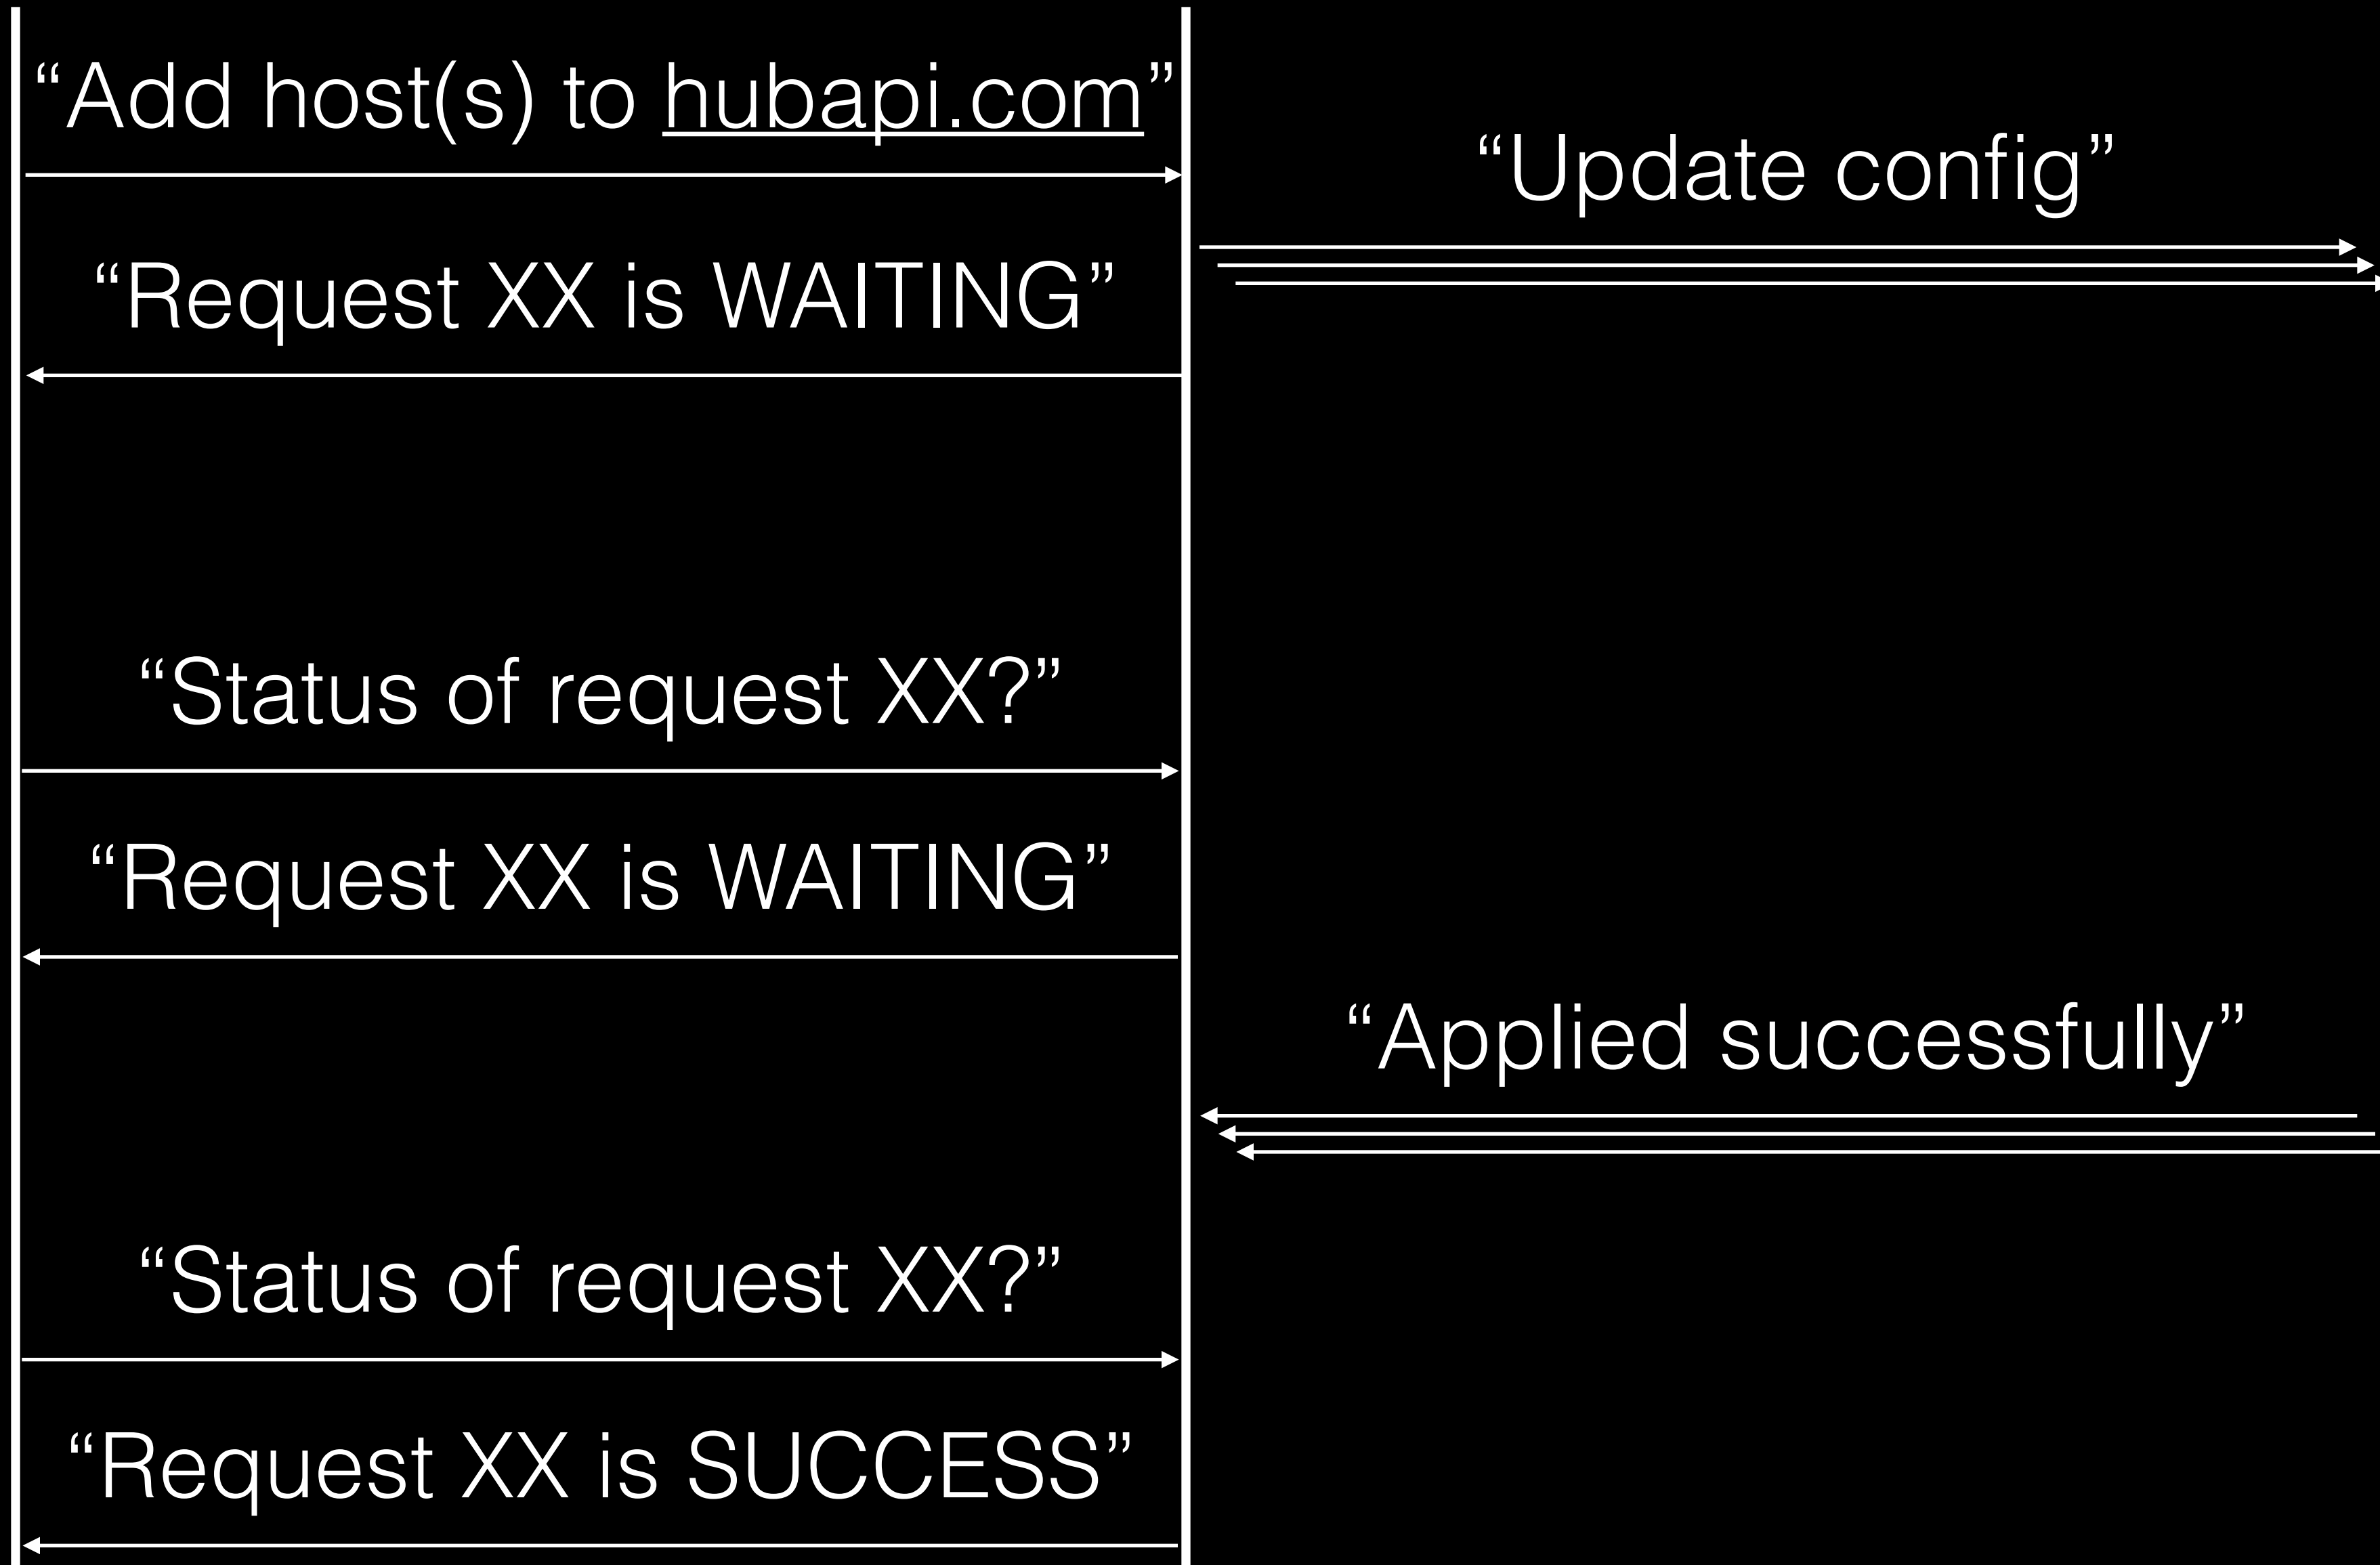 “Add host(s) to hubapi.com”
“Update config”
“Request XX is WAITING”
“Status of request XX?”
“Request XX is WAITING”
“Applied successfully”
“Status of request XX?”
“Request XX is SUCCESS”